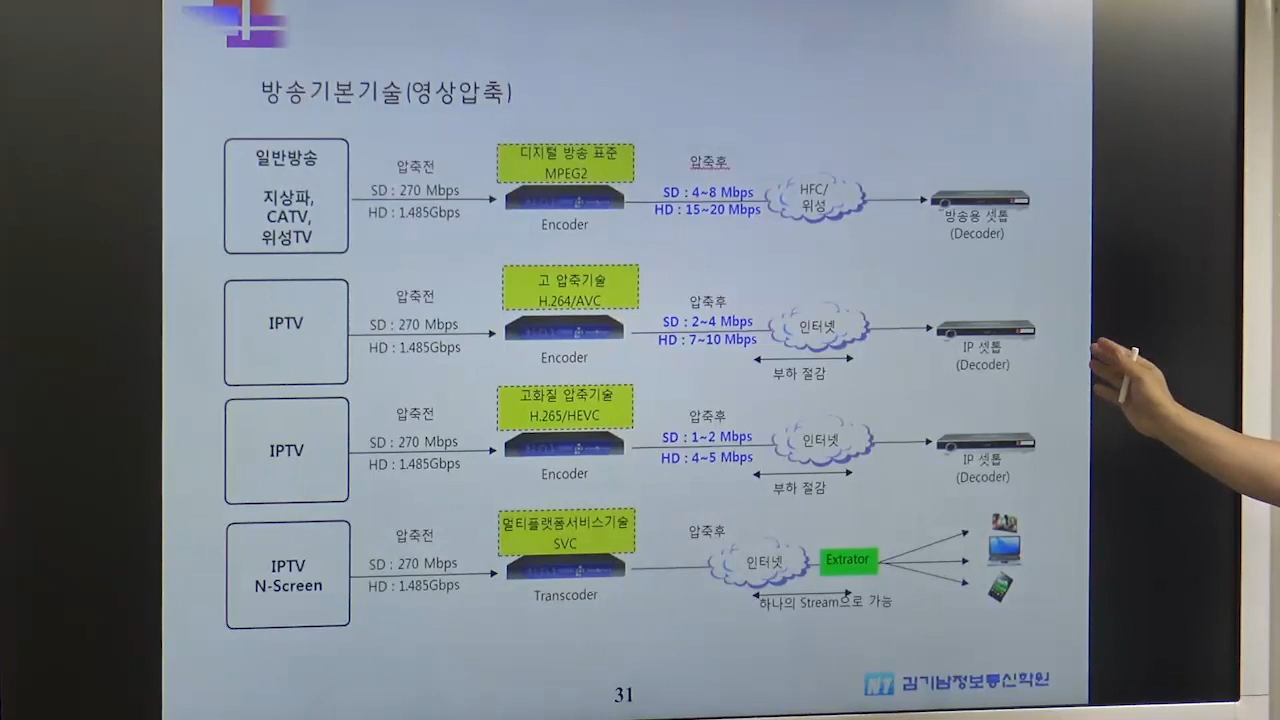 방송기본기술(영상압축)
일반방송
지상파,
CATV,
위성TV
압축전
SD : 270 Mbps
HD : 1.485Gbps
디지털 방송 표준
MPEG2
Encoder
압축후
SD : 4~8 Mbps
HD : 15~20 Mbps
HFC/
위성
방송용 셋톱
(Decoder)
IPTV
압축전
SD : 270 Mbps
HD : 1.485Gbps
고 압축기술
H.264/AVC
Encoder
압축후
SD : 2~4 Mbps
HD : 7~10 Mbps
인터넷
부하 절감
IP 셋톱
(Decoder)
IPTV
압축전
SD : 270 Mbps
HD : 1.485Gbps
고화질 압축기술
H.265/HEVC
Encoder
압축후
SD : 1~2 Mbps
HD : 4~5 Mbps
인터넷
부하 절감
IP 셋톱
(Decoder)
IPTV
N-Screen
압축전
SD : 270 Mbps
HD : 1.485Gbps
멀티플랫폼서비스기술
SVC
Transcoder
압축후
인터넷
Extrator
하나의 Stream으로 가능
31
NT 김기남정보통신학원